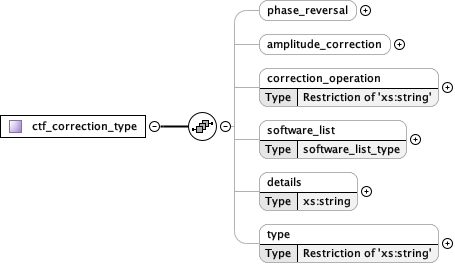 phase_reversal
amplitude_correction
correction_operation
Type Restriction of 'xs:string'
ctf_correction_type
software_list
Type software_list_type
details
Type xs:string
type
Type Restriction of 'xs:string'